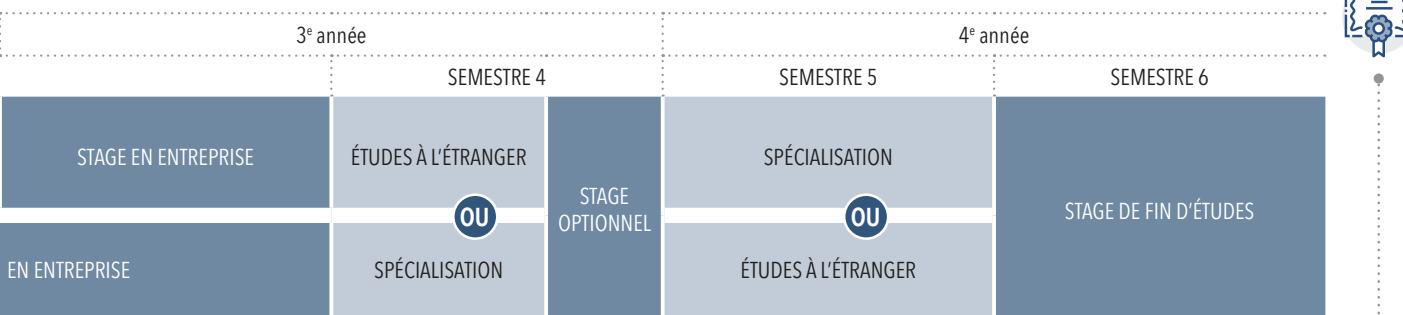 3e année
4e année
SEMESTRE 4
SEMESTRE 5
SEMESTRE 6
STAGE EN ENTREPRISE
ÉTUDES À L'ÉTRANGER
SPÉCIALISATION
OU
STAGE
OPTIONNEL
OU
STAGE DE FIN D'ÉTUDES
EN ENTREPRISE
SPÉCIALISATION
ÉTUDES À L'ÉTRANGER